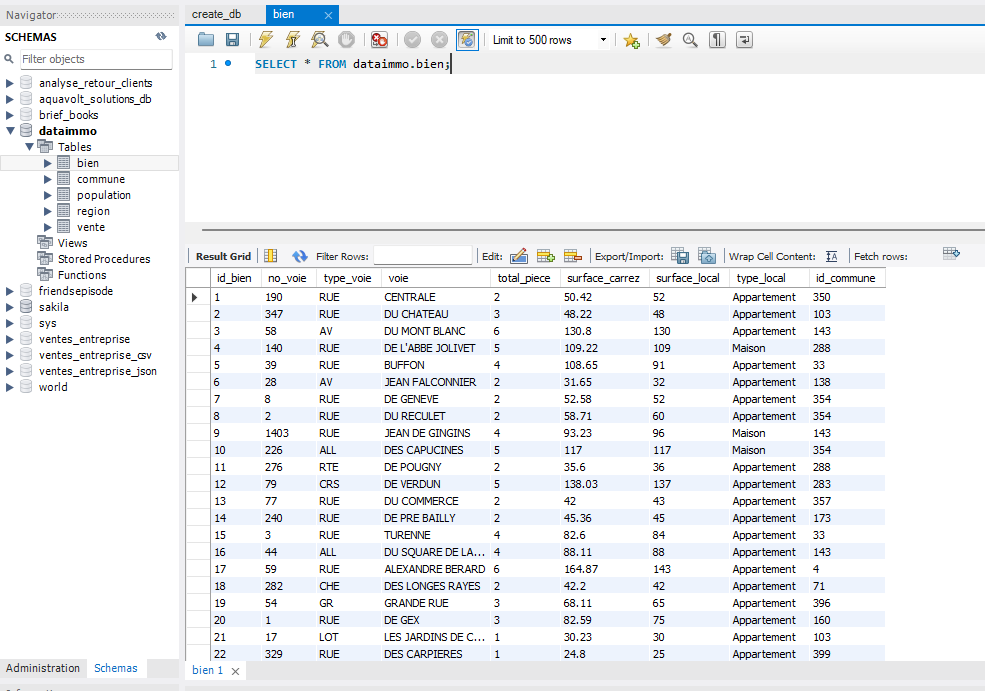 Navigator
SCHEMAS
Filter objects
analyse_retour_clients
aquavolt_solutions_db
brief_books
dataimmo
Tables
bien
commune
population
region
vente
Views
Stored Procedures
Functions
friendsepisode
sakila
sys
ventes_entreprise
ventes_entreprise_csv
ventes_entreprise_json
world
Administration Schemas
create_db bien
Limit to 500 rows
1 SELECT * FROM dataimmo.bien;
Result Grid Filter Rows: Edit: Export/Import: Wrap Cell Content: Fetch rows:
id_bien no_voie type_voie voie total_piece surface_carrez surface_local type_local id_commune
1 190 RUE CENTRALE 2 50.42 52 Appartement 350
2 347 RUE DU CHATEAU 3 48.22 48 Appartement 103
3 58 AV DU MONT BLANC 6 130.8 130 Appartement 143
4 140 RUE DE L'ABBE JOLIVET 5 109.22 109 Maison 288
5 39 RUE BUFFON 4 108.65 91 Appartement 33
6 28 AV JEAN FALCONNIER 2 31.65 32 Appartement 138
7 8 RUE DE GENEVE 2 52.58 52 Appartement 354
8 2 RUE DU RECULET 2 58.71 60 Appartement 354
9 1403 RUE JEAN DE GINGINS 4 93.23 96 Maison 143
10 226 ALL DES CAPUCINES 5 117 117 Maison 354
11 276 RTE DE POUGNY 2 35.6 36 Appartement 288
12 79 CRS DE VERDUN 5 138.03 137 Appartement 283
13 77 RUE DU COMMERCE 2 42 43 Appartement 357
14 240 RUE DE PRE BAILLY 2 45.36 45 Appartement 173
15 3 RUE TURENNE 4 82.6 84 Appartement 33
16 44 ALL DU SQUARE DE LA... 4 88.11 88 Appartement 143
17 59 RUE ALEXANDRE BERARD 6 164.87 143 Appartement 4
18 282 CHE DES LONGES RAYES 2 42.2 42 Appartement 71
19 54 GR GRANDE RUE 3 68.11 65 Appartement 396
20 1 RUE DE GEX 3 82.59 75 Appartement 160
21 17 LOT LES JARDINS DE C... 1 30.23 30 Appartement 103
22 329 RUE DES CARPIERES 1 24.8 25 Appartement 399
bien 1